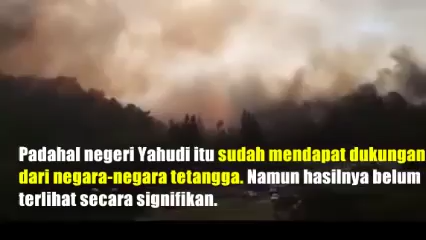 Padahal negeri Yahudi itu sudah mendapat dukungan
dari negara-negara tetangga. Namun hasilnya belum
terlihat secara signifikan.